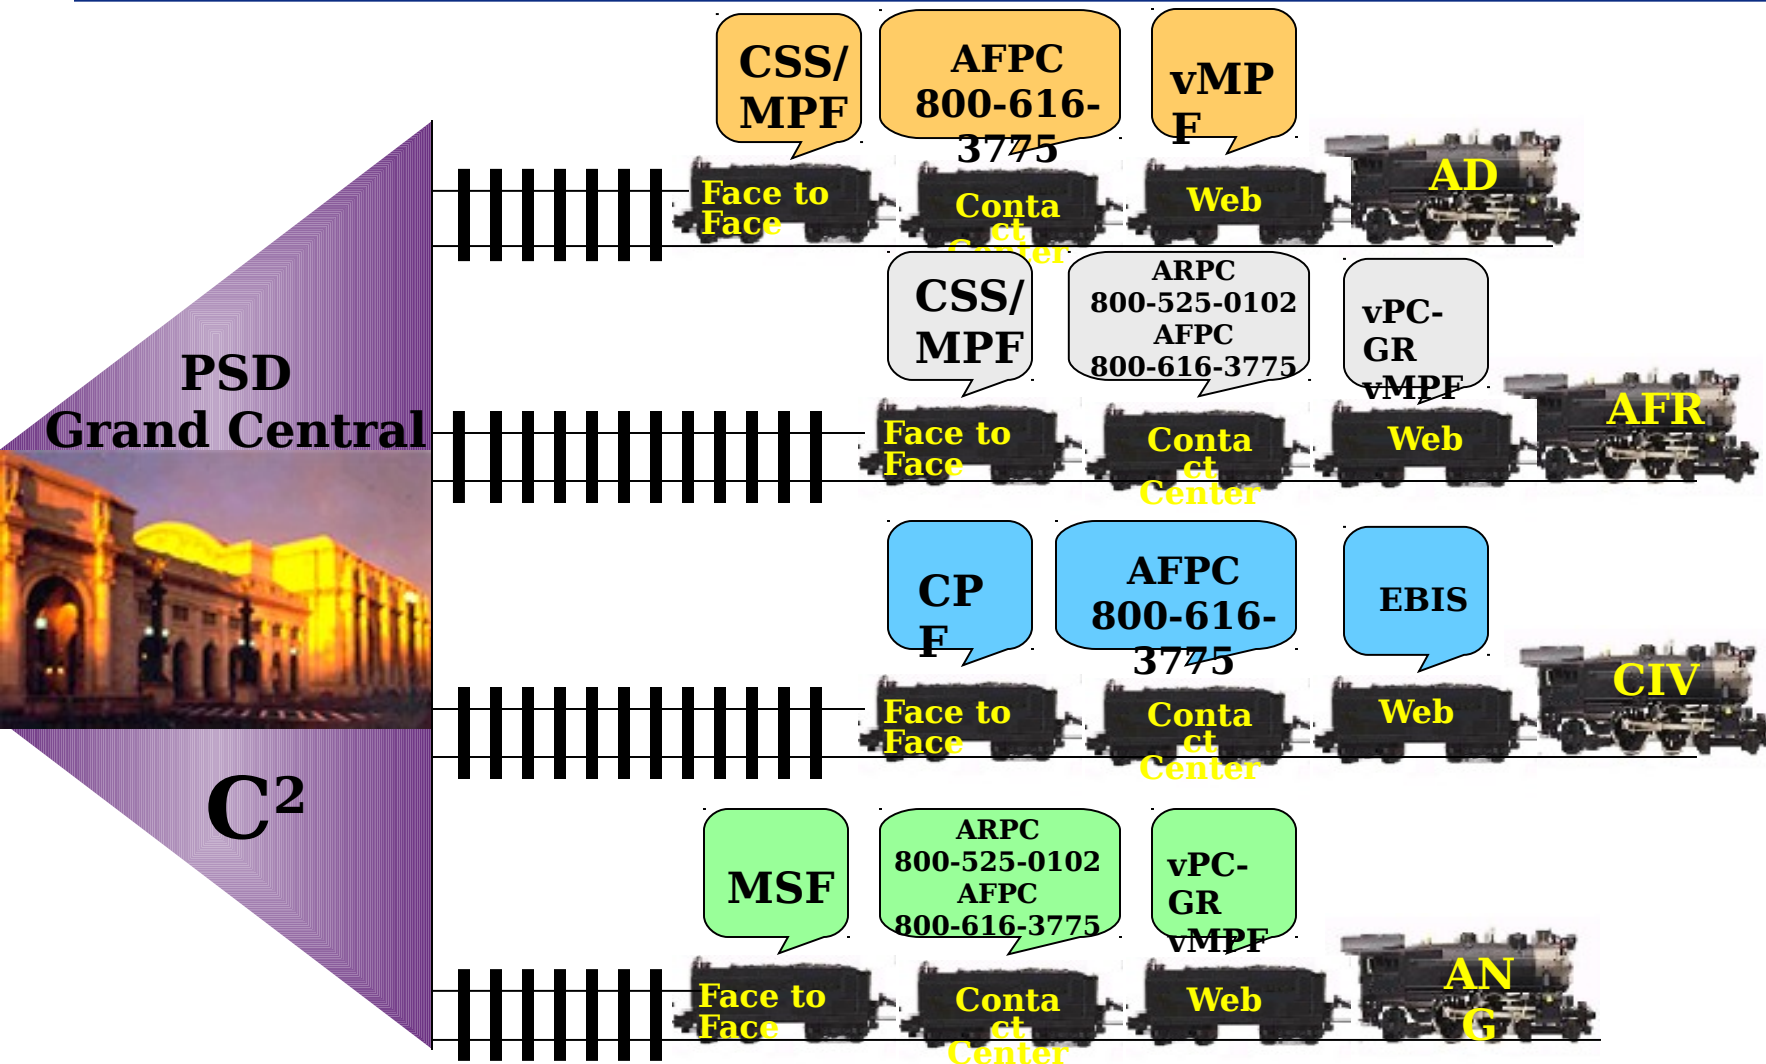 CSS/
MPF
AFPC
800-616-
3775
vMP
F
Face to
Face
Conta
ct
Center
Web
AD
CSS/
MPF
ARPC
800-525-0102
AFPC
800-616-3775
vPC-
GR
vMPF
Face to
Face
Conta
ct
Center
Web
AFR
PSD
Grand Central
CP
F
AFPC
800-616-
3775
EBIS
Face to
Face
Conta
ct
Center
Web
CIV
C²
MSF
ARPC
800-525-0102
AFPC
800-616-3775
vPC-
GR
vMPF
Face to
Face
Conta
ct
Center
Web
AN
G